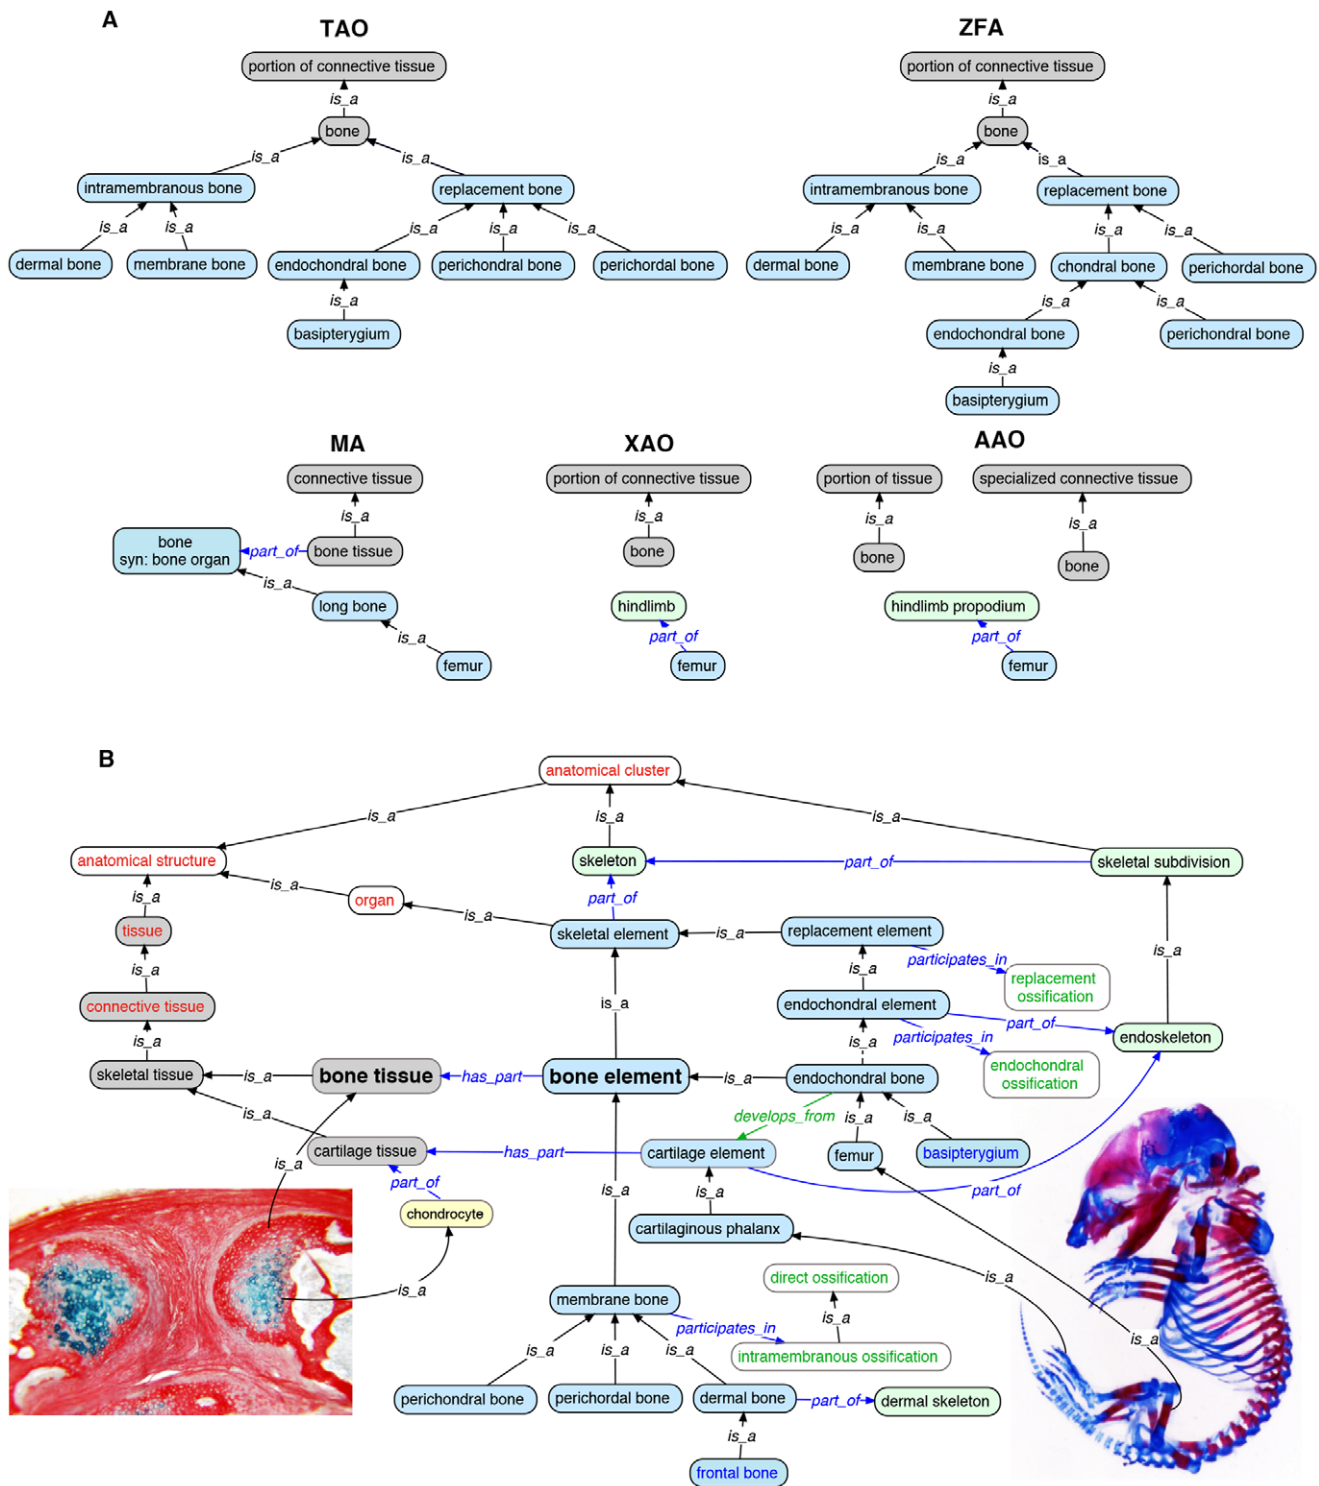 A
TAO
ZFA
portion of connective tissue
portion of connective tissue
is_a
is_a
bone
bone
is_a
is_a
is_a
is_a
intramembranous bone
replacement bone
intramembranous bone
replacement bone
is_a
is_a
is_a
is_a
is_a
is_a
is_a
is_a
is_a
dermal bone
membrane bone
endochondral bone
perichondral bone
perichordal bone
dermal bone
membrane bone
chondral bone
perichordal bone
is_a
is_a
is_a
basipterygium
endochondral bone
perichondral bone
is_a
basipterygium
MA
XAO
AAO
connective tissue
portion of connective tissue
portion of tissue
specialized connective tissue
is_a
is_a
is_a
is_a
bone
syn: bone organ
part_of
bone tissue
bone
bone
bone
is_a
long bone
hindlimb
hindlimb propodium
is_a
part_of
part_of
femur
femur
femur
B
anatomical cluster
is_a
is_a
is_a
anatomical structure
skeleton
part_of
skeletal subdivision
is_a
is_a
organ
part_of
is_a
tissue
skeletal element
is_a
replacement element
is_a
participates_in
is_a
is_a
replacement
ossification
connective tissue
is_a
endochondral element
part_of
is_a
participates_in
endoskeleton
is_a
endochondral
ossification
skeletal tissue
is_a
bone tissue
has_part
bone element
is_a
endochondral bone
is_a
develops_from
is_a
is_a
cartilage tissue
has_part
cartilage element
femur
basipterygium
is_a
part_of
is_a
part_of
is_a
chondrocyte
cartilaginous phalanx
is_a
direct ossification
is_a
is_a
membrane bone
participates_in
is_a
is_a
is_a
is_a
is_a
intramembranous ossification
perichondral bone
perichordal bone
dermal bone
part_of
dermal skeleton
is_a
frontal bone